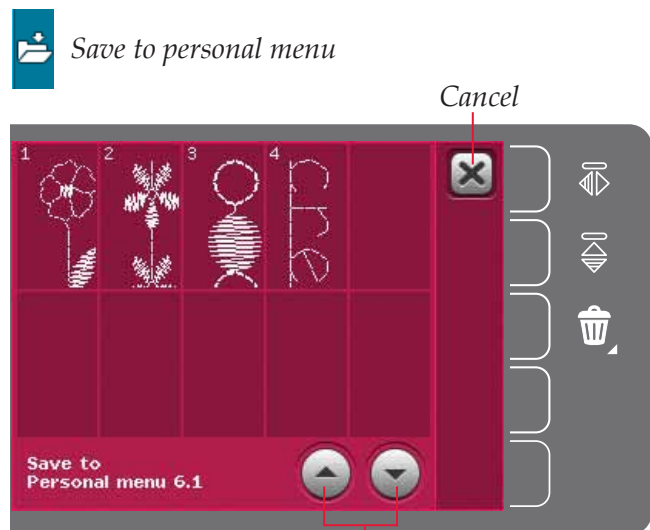 Save to personal menu
Cancel
1 2 3 4
Save to
Personal menu 6.1